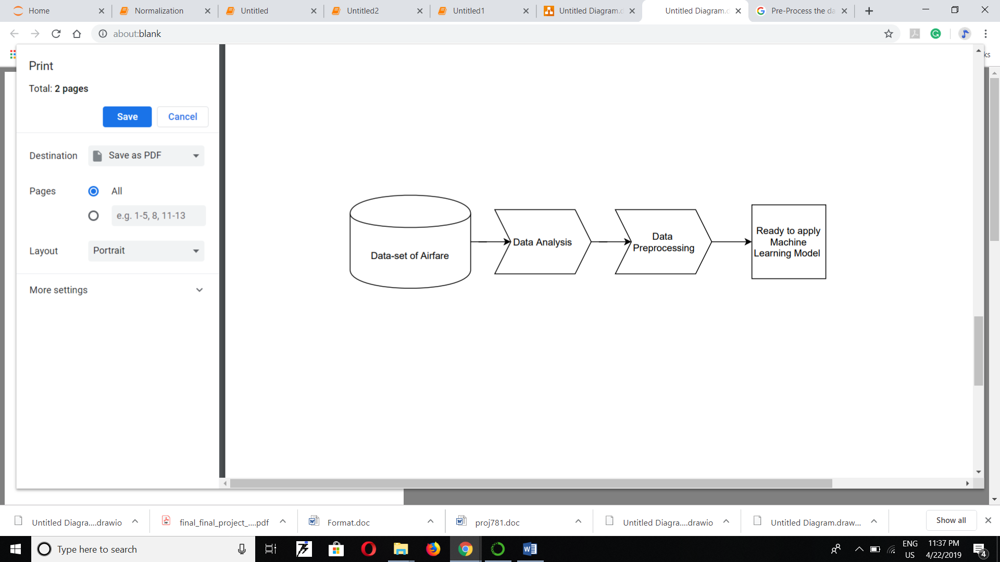 Home
Normalization
Untitled
Untitled2
Untitled1
Untitled Diagram.d
Untitled Diagram.d
Pre-Process the da
about:blank
ks
Print
Total: 2 pages
Save
Cancel
Destination
Save as PDF
Pages
All
e.g. 1-5, 8, 11-13
Layout
Portrait
More settings
Data-set of Airfare
Data Analysis
Data
Preprocessing
Ready to apply
Machine
Learning Model
Untitled Diagra....drawio
final_final_project_....pdf
Format.doc
proj781.doc
Untitled Diagra....drawio
Untitled Diagram.draw...
Show all
Type here to search
ENG
US
11:37 PM
4/22/2019
4